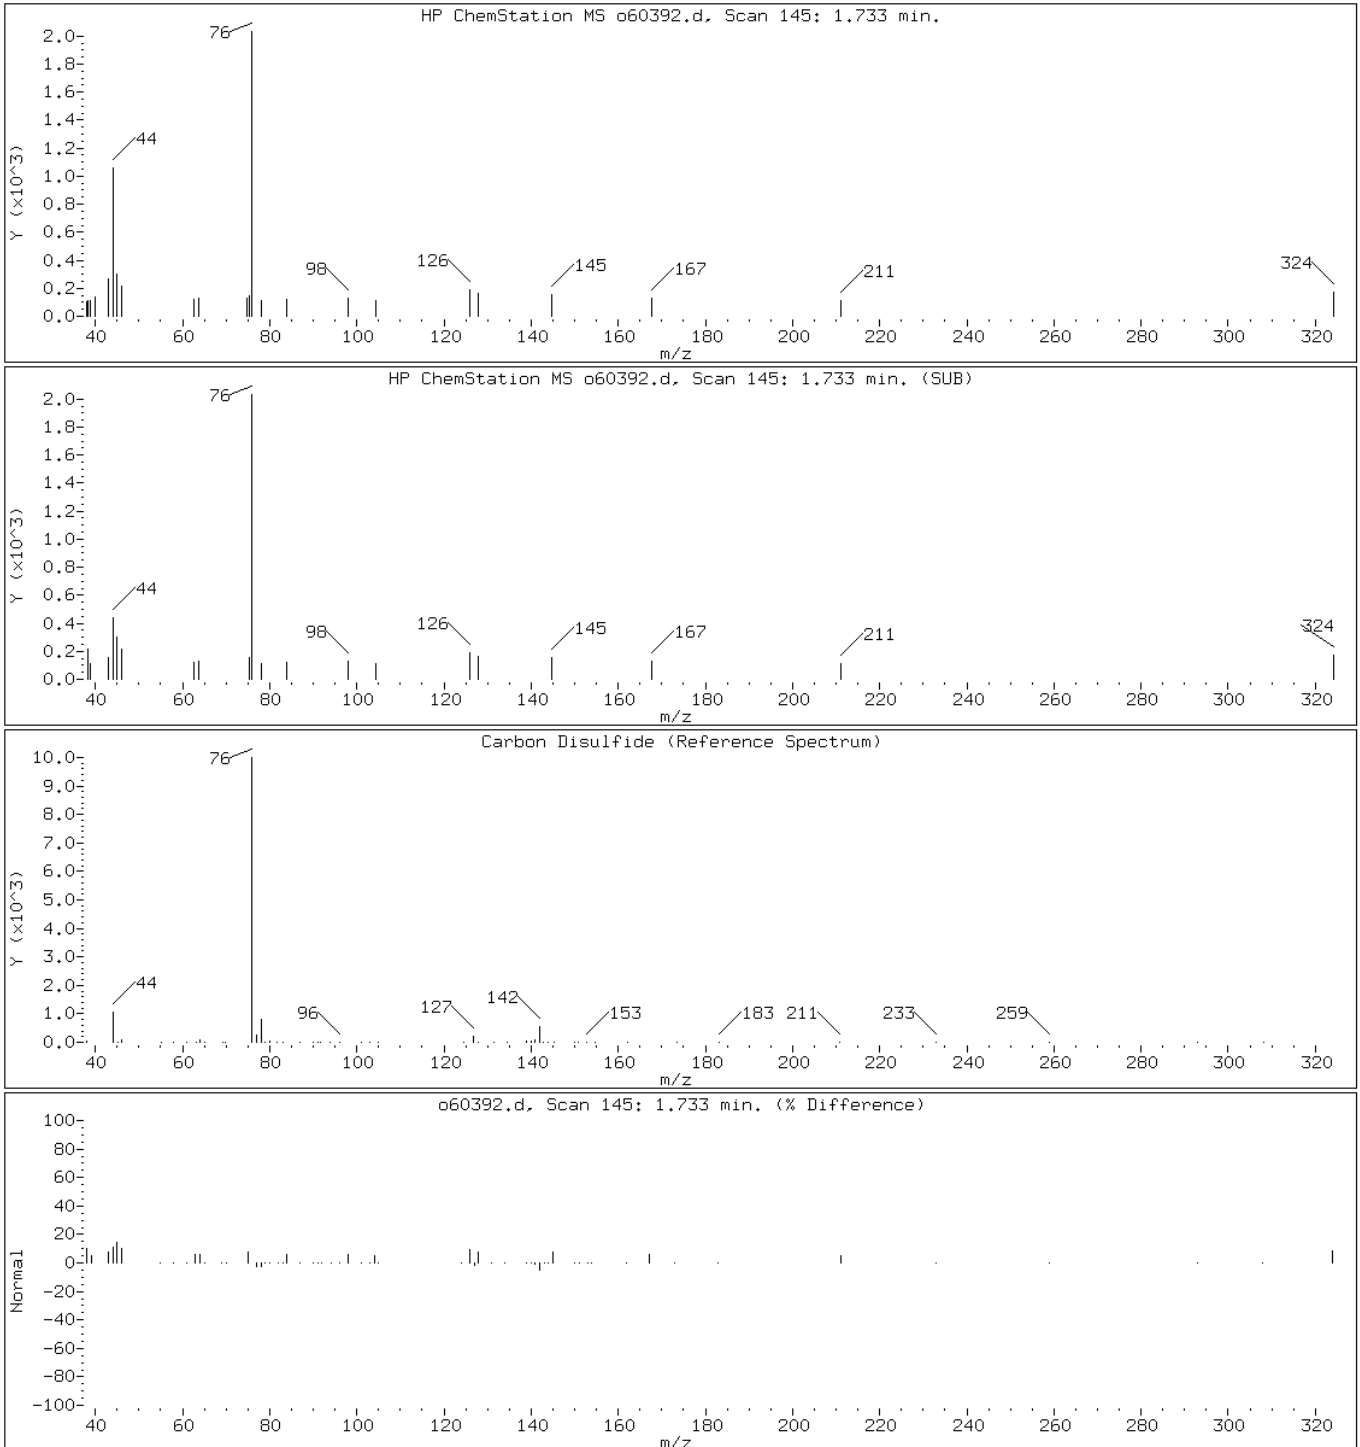 HP ChemStation MS o60392.d, Scan 145: 1.733 min.
76
2.0
1.8
1.6
1.4
44
1.2
1.0
0.8
0.6
0.4
98 126 145 167 211 324
0.2
0.0
Y (x10^3)
40 60 80 100 120 140 160 180 200 220 240 260 280 300 320
m/z
HP ChemStation MS o60392.d, Scan 145: 1.733 min. (SUB)
76
2.0
1.8
1.6
1.4
1.2
1.0
0.8
44
0.6
0.4
98 126 145 167 211 324
0.2
0.0
Y (x10^3)
40 60 80 100 120 140 160 180 200 220 240 260 280 300 320
m/z
Carbon Disulfide (Reference Spectrum)
76
10.0
9.0
8.0
7.0
6.0
5.0
4.0
3.0
44
2.0
1.0
96 127 142 153 183 211 233 259
0.0
Y (x10^3)
40 60 80 100 120 140 160 180 200 220 240 260 280 300 320
m/z
o60392.d, Scan 145: 1.733 min. (% Difference)
100
80
60
40
20
0
-20
-40
-60
-80
-100
Normal
40 60 80 100 120 140 160 180 200 220 240 260 280 300 320
m/z